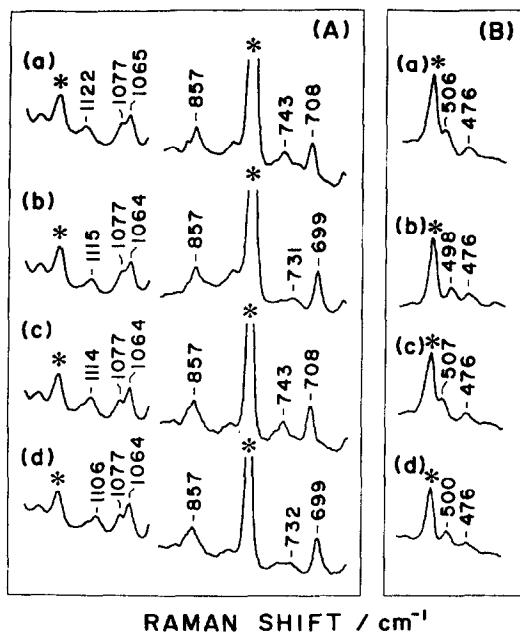 (A)
(a) * 1122 1077 1065 857 * 743 708
(b) * 1115 1077 1064 857 * 731 699
(c) * 1114 1077 1064 857 * 743 708
(d) * 1106 1077 1064 857 * 732 699
(B)
(a) * 506 476
(b) * 498 476
(c) * 507 476
(d) * 500 476
RAMAN SHIFT / cm⁻¹